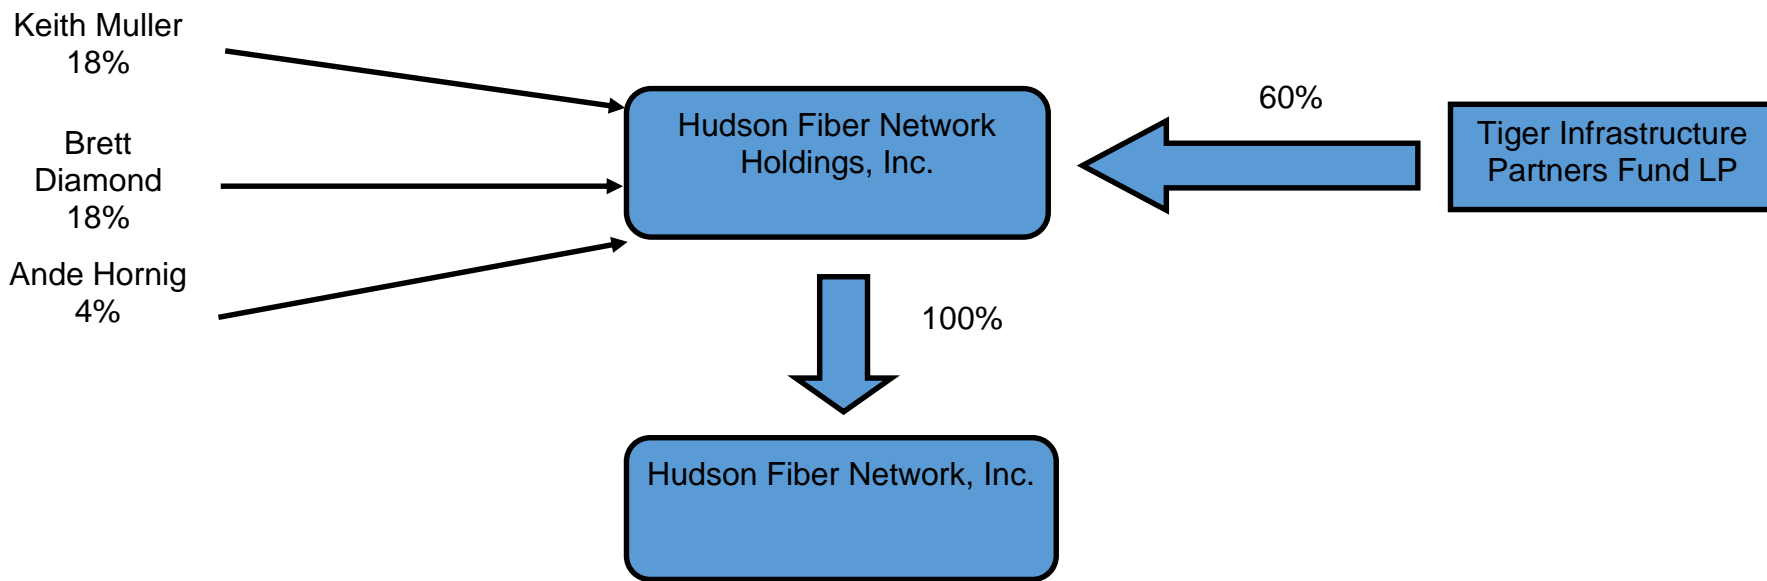 Keith Muller
18%
Brett
Diamond
18%
Ande Hornig
4%
Hudson Fiber Network
Holdings, Inc.
60%
Tiger Infrastructure
Partners Fund LP
100%
Hudson Fiber Network, Inc.